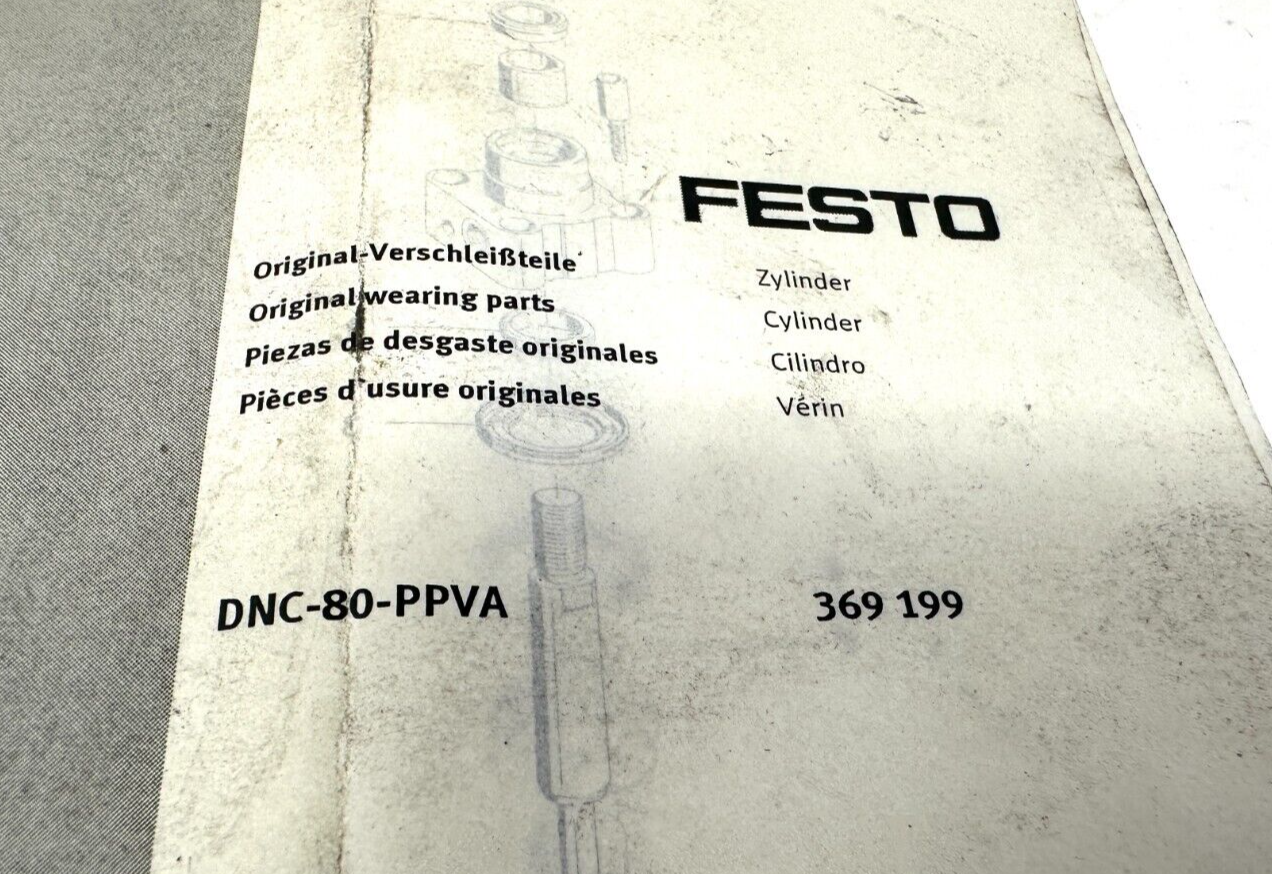 FESTO
Original-Verschleißteile
Original wearing parts
Piezas de desgaste originales
Pièces d'usure originales
Zylinder
Cylinder
Cilindro
Vérin
DNC-80-PPVA 369 199